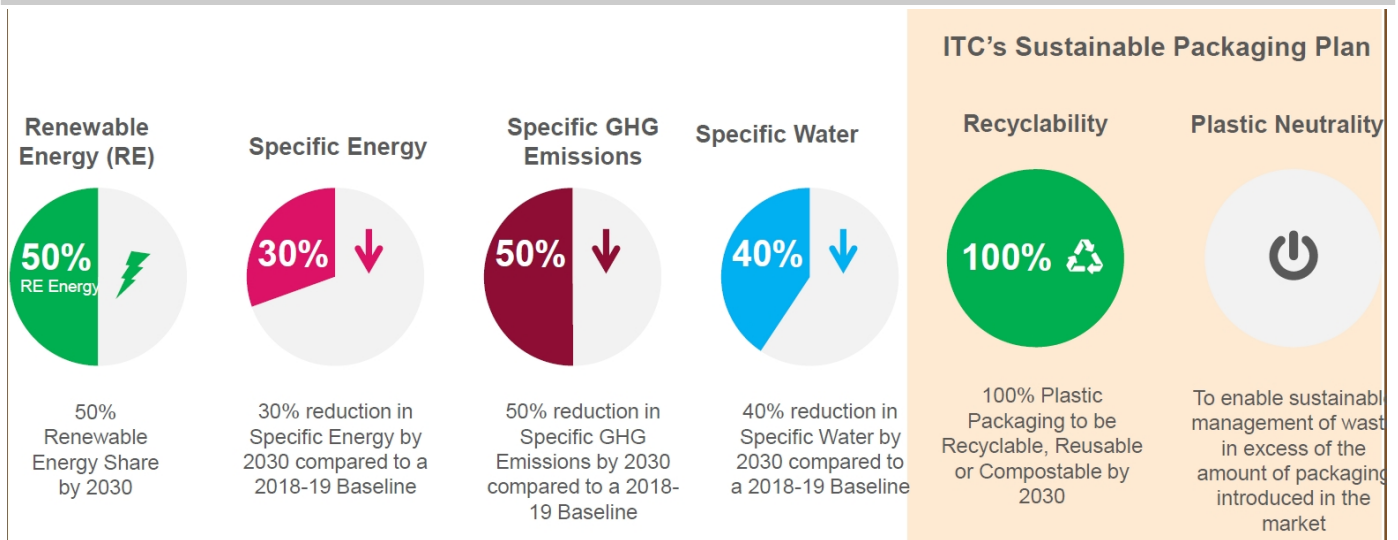 ITC's Sustainable Packaging Plan
Renewable
Energy (RE)
50%
RE Energy
50%
Renewable
Energy Share
by 2030
Specific Energy
30%
30% reduction in
Specific Energy by
2030 compared to a
2018-19 Baseline
Specific GHG
Emissions
50%
50% reduction in
Specific GHG
Emissions by 2030
compared to a 2018-
19 Baseline
Specific Water
40%
40% reduction in
Specific Water by
2030 compared to
a 2018-19 Baseline
Recyclability
100%
100% Plastic
Packaging to be
Recyclable, Reusable
or Compostable by
2030
Plastic Neutrality
To enable sustainabl
management of wast
in excess of the
amount of packaging
introduced in the
market